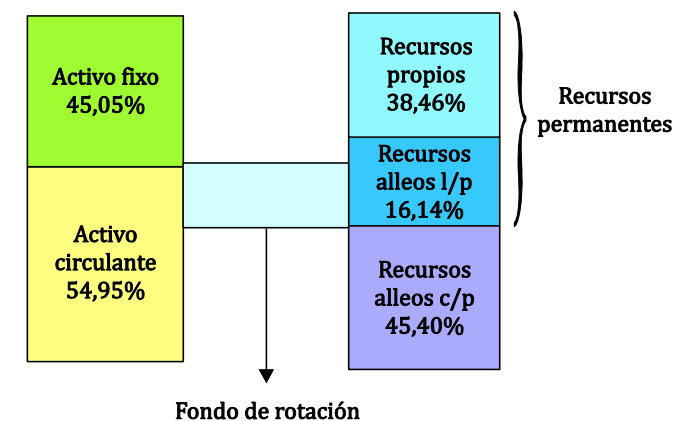 Activo fixo
45,05%
Activo
circulante
54,95%
Recursos
propios
38,46%
Recursos
alleos l/p
16,14%
Recursos
alleos c/p
45,40%
Recursos
permanentes
Fondo de rotación